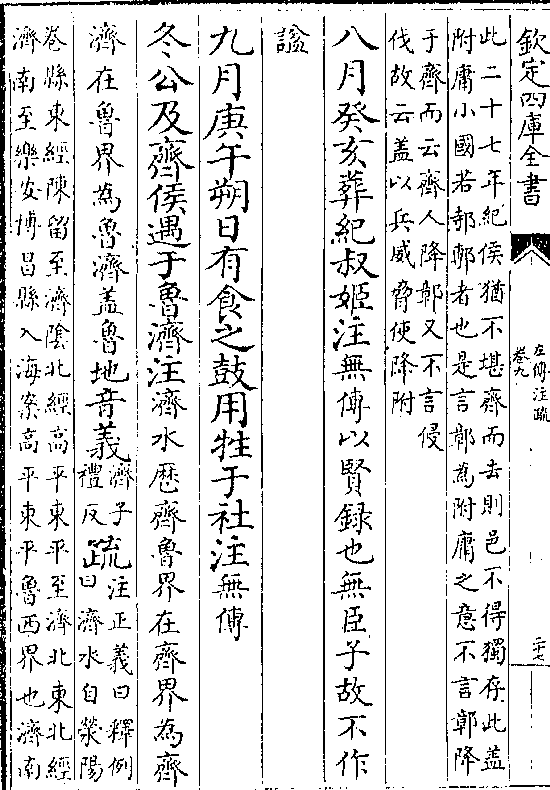 欽定四庫全書
左傳注疏
卷九
二十七
此二十七年紀侯猶不堪齊而去則邑不得獨存此蓋
附庸小國若邿鄟者也是言鄣為附庸之意不言鄣降
于齊而云齊人降鄣又不言侵
伐故云蓋以兵威脅使降附
八月癸亥葬紀叔姬注無傳以賢録也無臣子故不作
諡
九月庚午朔日有食之鼓用牲于社注無傳
冬公及齊侯遇于魯濟注濟水歴齊魯界在齊界為齊
濟在魯界為魯濟蓋魯地音義濟子禮反疏注正義曰釋例曰濟水自滎陽
卷縣東經陳留至濟隂北經高平東平至濟北東北經
濟南至樂安博昌縣入海案高平東平魯西界也濟南